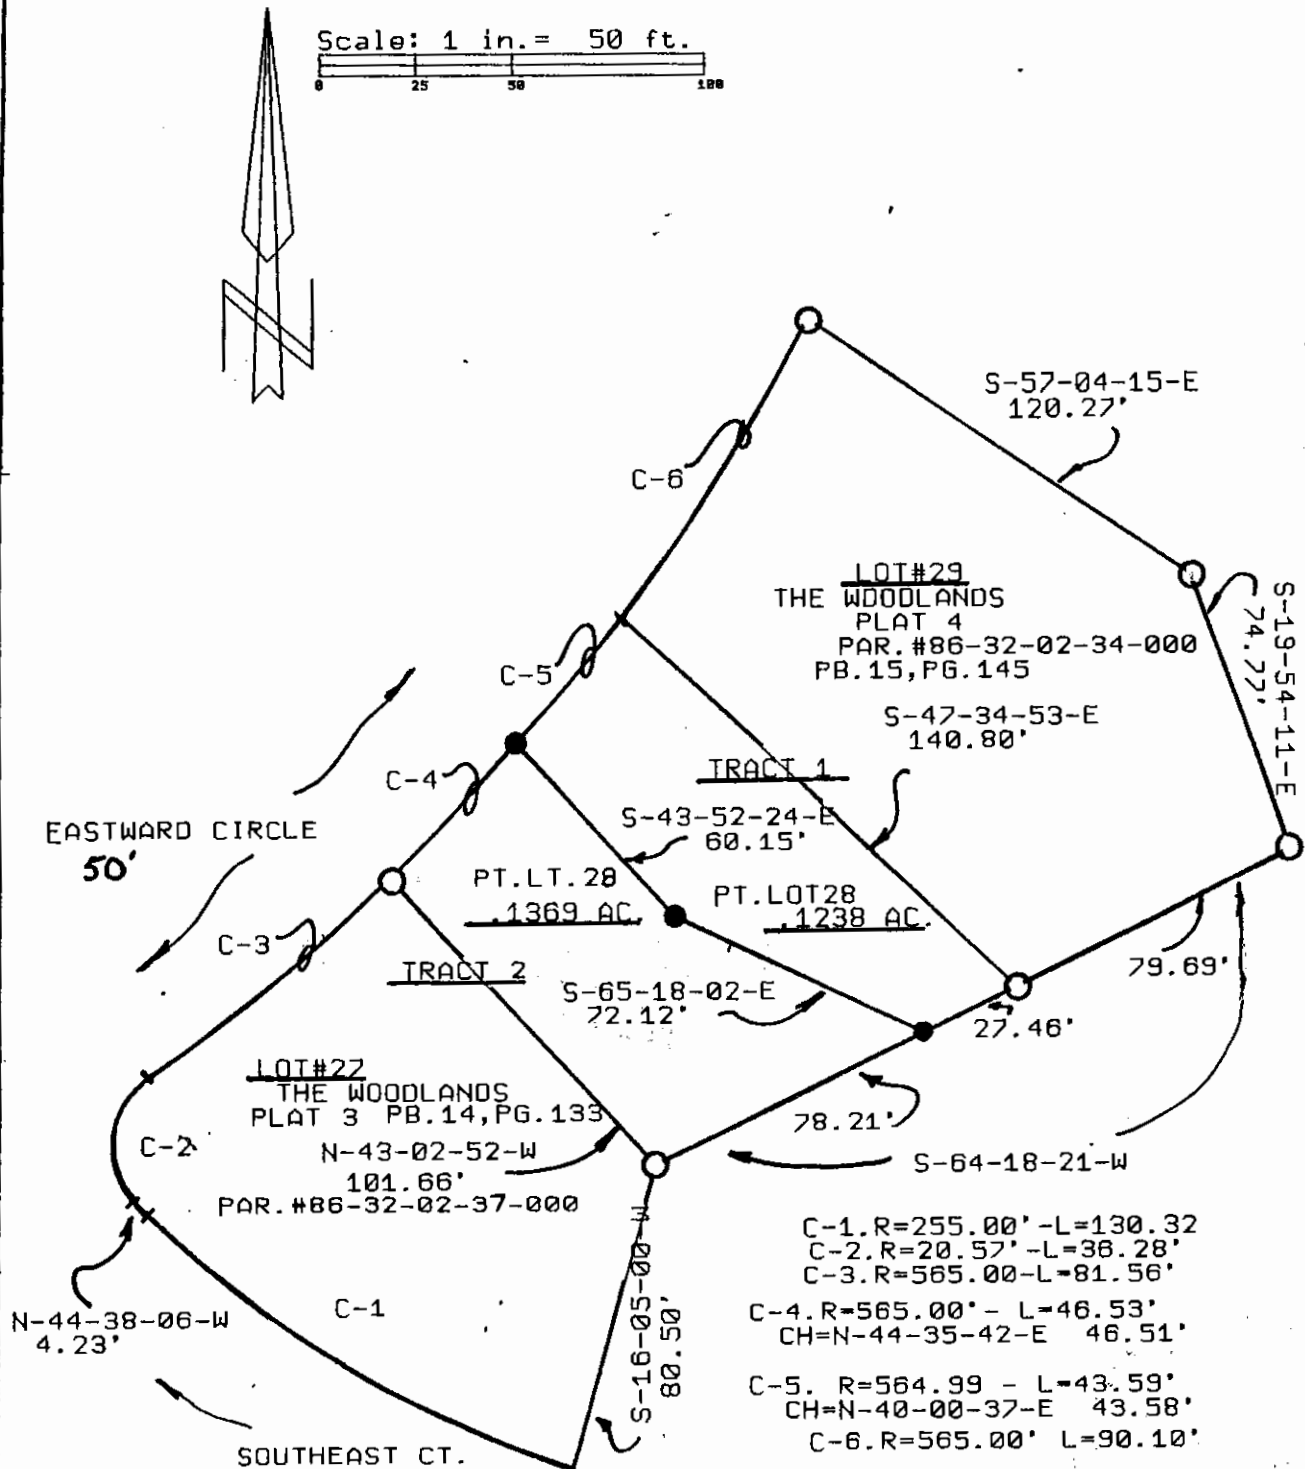 Scale: 1 in.= 50 ft.
0 25 50 100
N
S-57-04-15-E
120.27'
C-6
LOT#29
THE WOODLANDS
PLAT 4
PAR.#86-32-02-34-000
PB.15,PG.145
S-19-54-11-E
74.77'
C-5
S-47-34-53-E
140.80'
TRACT 1
C-4
S-43-52-24-E
60.15'
EASTWARD CIRCLE
50'
PT.LT.28
.1369 AC.
PT.LOT28
.1238 AC.
C-3
TRACT 2
79.69'
S-65-18-02-E
72.12'
27.46'
LOT#27
THE WOODLANDS
PLAT 3 PB.14,PG.133
C-2
N-43-02-52-W
101.66'
PAR.#86-32-02-37-000
78.21'
S-64-18-21-W
S-16-05-00-W
80.50'
C-1
N-44-38-06-W
4.23'
SOUTHEAST CT.
C-1.R=255.00'-L=130.32
C-2.R=20.57'-L=36.28'
C-3.R=565.00-L=81.56'
C-4.R=565.00'- L=46.53'
CH=N-44-35-42-E 46.51'
C-5. R=564.99 - L=43.59'
CH=N-40-00-37-E 43.58'
C-6.R=565.00' L=90.10'